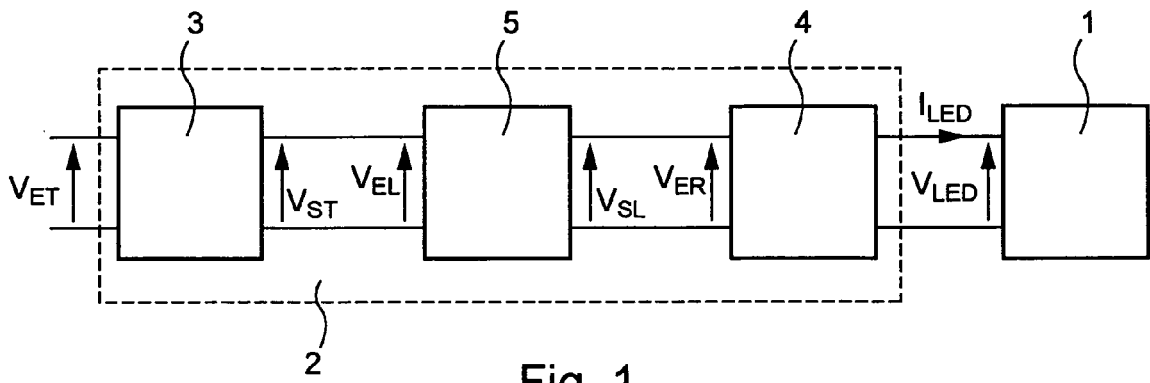 3
5
4
1
I_LED
V_ET
V_ST
V_EL
V_SL
V_ER
V_LED
2
Fig. 1